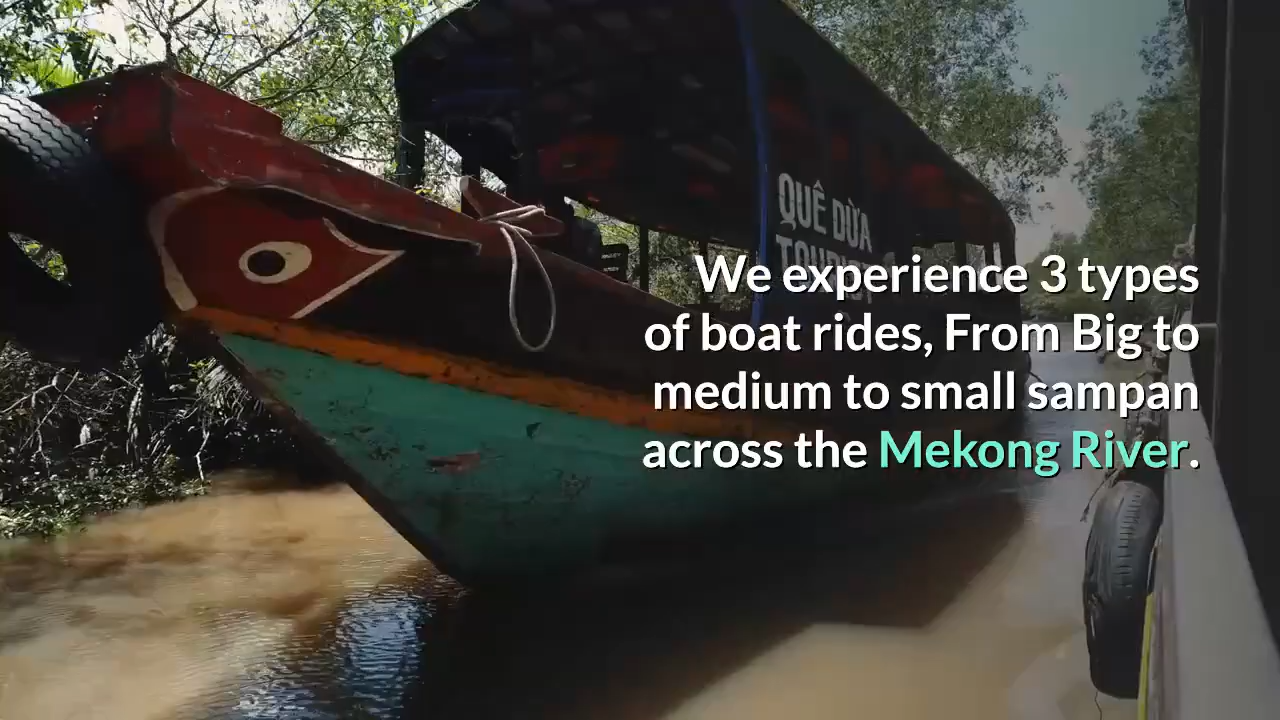 QUÊ DỪA
TOURIST
We experience 3 types
of boat rides, From Big to
medium to small sampan
across the Mekong River.